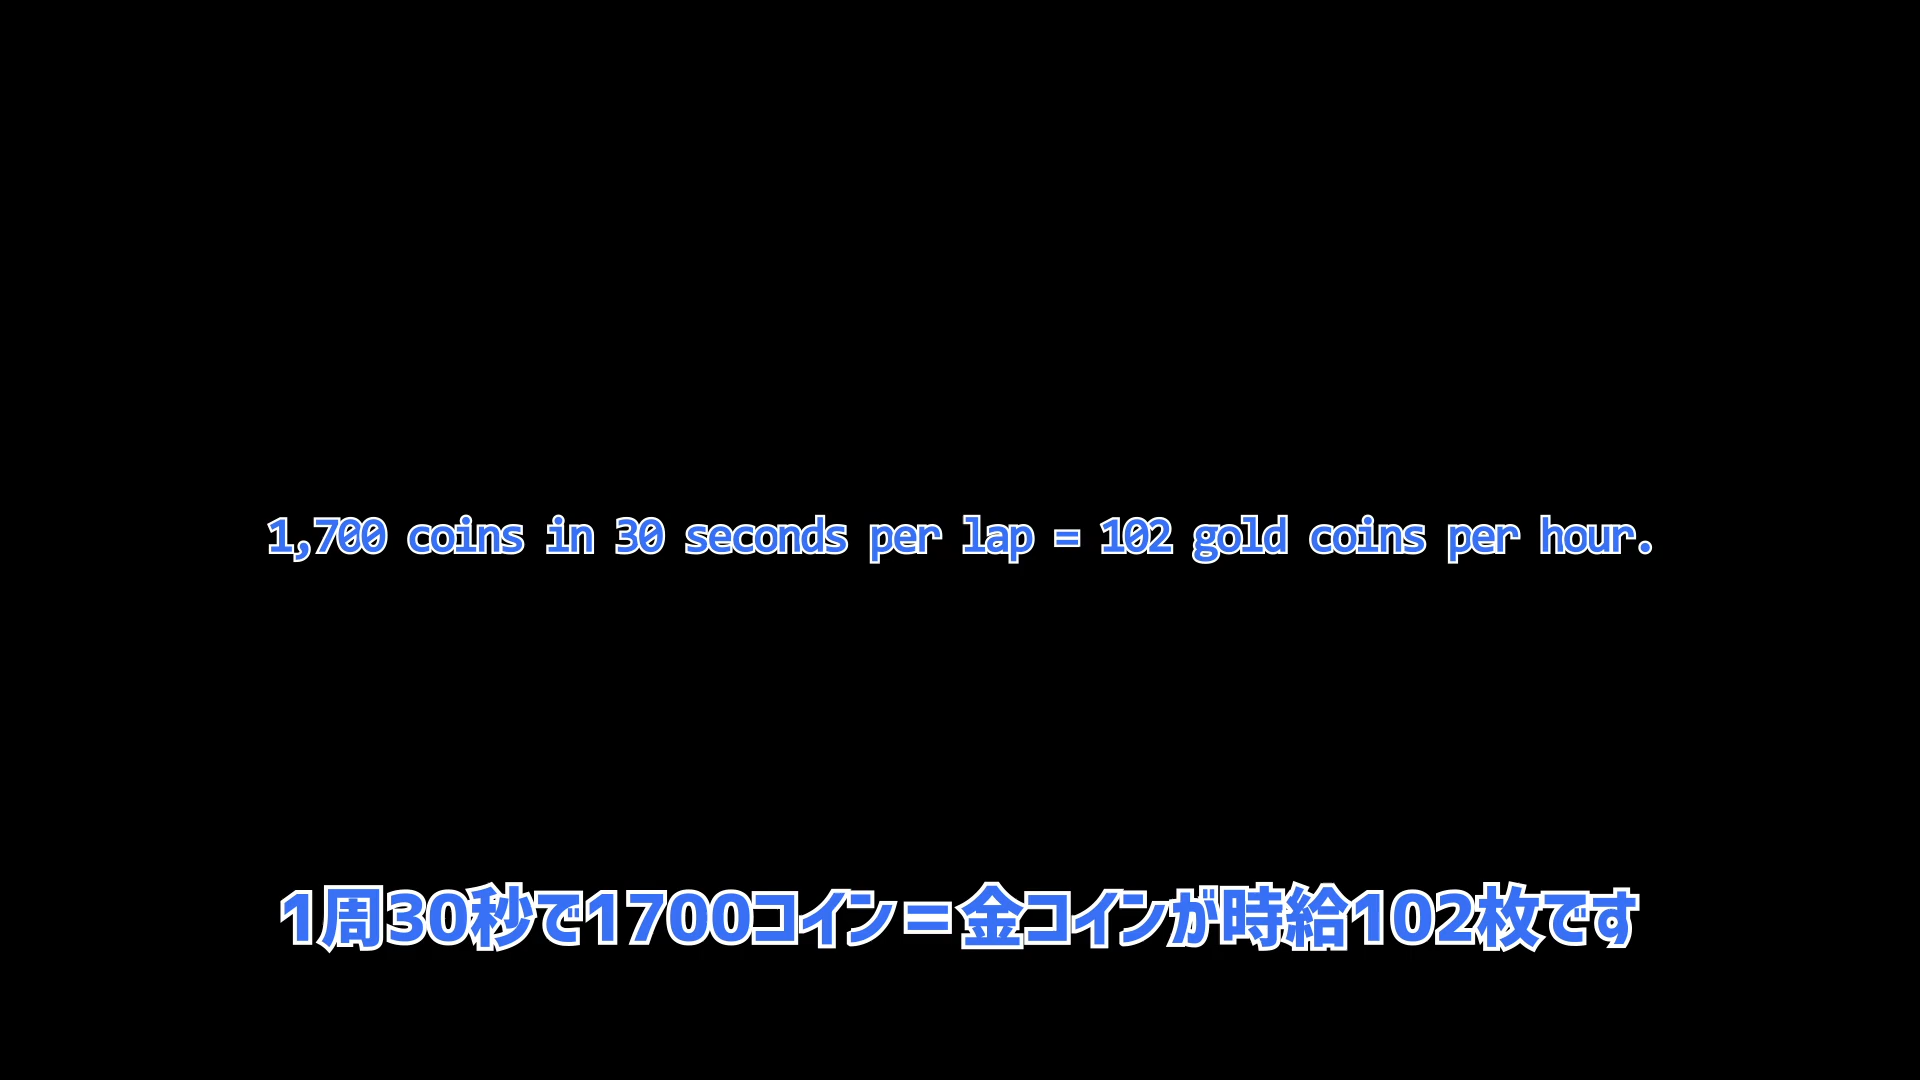 1,700 coins in 30 seconds per lap = 102 gold coins per hour.
1周30秒で1700コイン＝金コインが時給102枚です